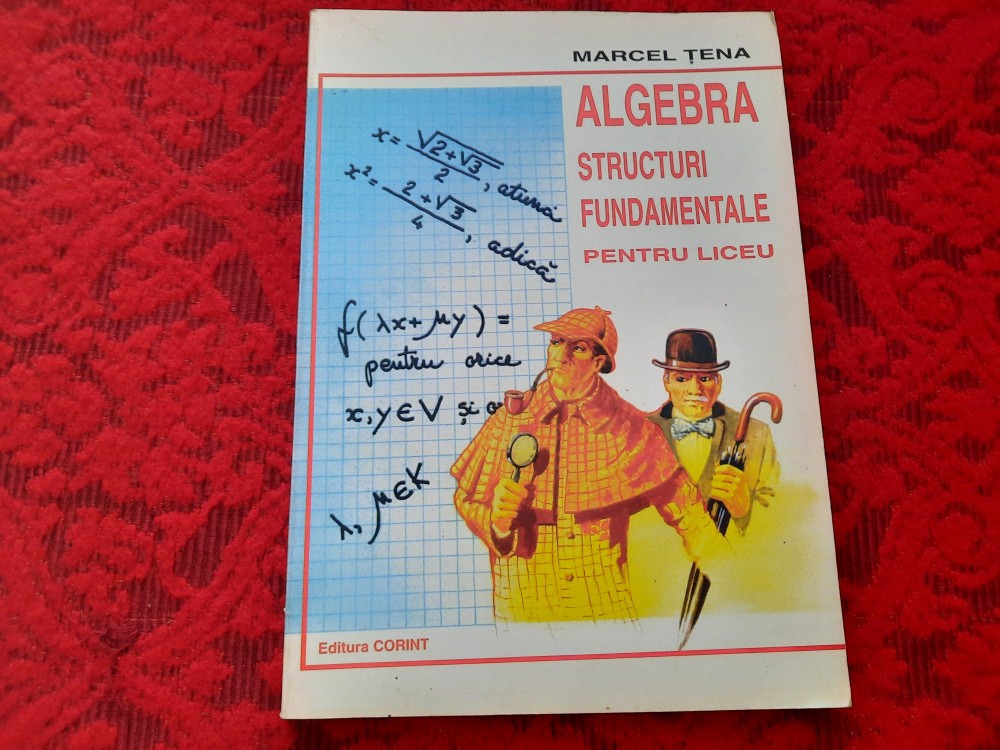 MARCEL ȚENA
ALGEBRA
STRUCTURI
FUNDAMENTALE
PENTRU LICEU
x = √(2+√3) / 2 , atunci
x² = 2+√3 / 4 , adică
f(λx+μy) =
pentru orice
x, y ∈ V și
λ, μ ∈ K
Editura CORINT